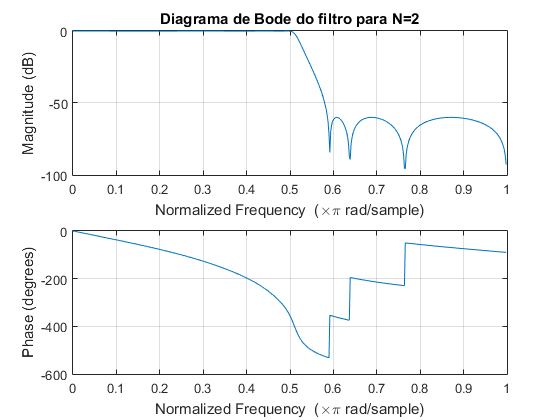 Diagrama de Bode do filtro para N=2
Magnitude (dB)
0
-50
-100
0 0.1 0.2 0.3 0.4 0.5 0.6 0.7 0.8 0.9 1
Normalized Frequency (×π rad/sample)
Phase (degrees)
0
-200
-400
-600
0 0.1 0.2 0.3 0.4 0.5 0.6 0.7 0.8 0.9 1
Normalized Frequency (×π rad/sample)